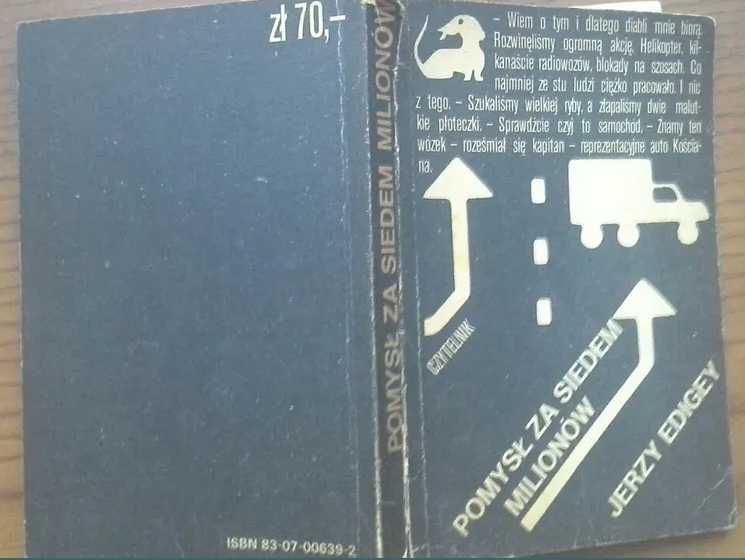 zł 70,-
ISBN 83-07-00639-2
POMYSŁ ZA SIEDEM MILIONÓW
- Wiem o tym i dlatego diabli mnie biorą.
Rozwinęliśmy ogromną akcję. Helikopter, kil-
kanaście radiowozów, blokady na szosach. Co
najmniej ze stu ludzi ciężko pracowało. I nic
z tego. - Szukaliśmy wielkiej ryby, a złapaliśmy dwie malut-
kie płoteczki. - Sprawdźcie czyj to samochód. - Znamy ten
wózek - roześmiał się kapitan - reprezentacyjne auto Kościa-
na.
CZYTELNIK
POMYSŁ ZA SIEDEM
MILIONÓW
JERZY EDIGEY